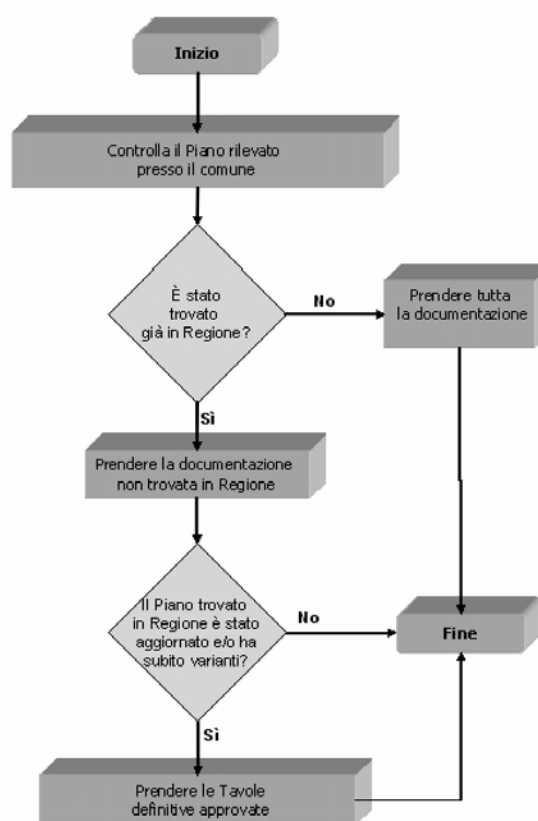 Inizio
Controlla il Piano rilevato
presso il comune
È stato
trovato
già in Regione?
No
Prendere tutta
la documentazione
Sì
Prendere la documentazione
non trovata in Regione
Il Piano trovato
in Regione è stato
aggiornato e/o ha
subito varianti?
No
Fine
Sì
Prendere le Tavole
definitive approvate